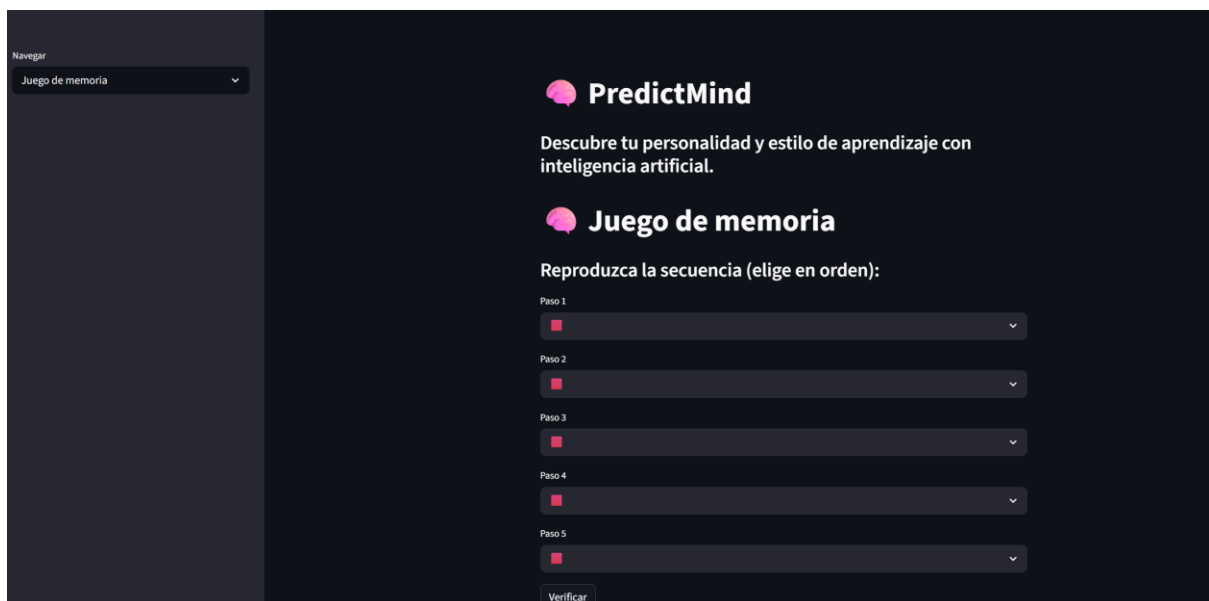 Navegar
Juego de memoria
PredictMind
Descubre tu personalidad y estilo de aprendizaje con
inteligencia artificial.
Juego de memoria
Reproduzca la secuencia (elige en orden):
Paso 1
Paso 2
Paso 3
Paso 4
Paso 5
Verificar